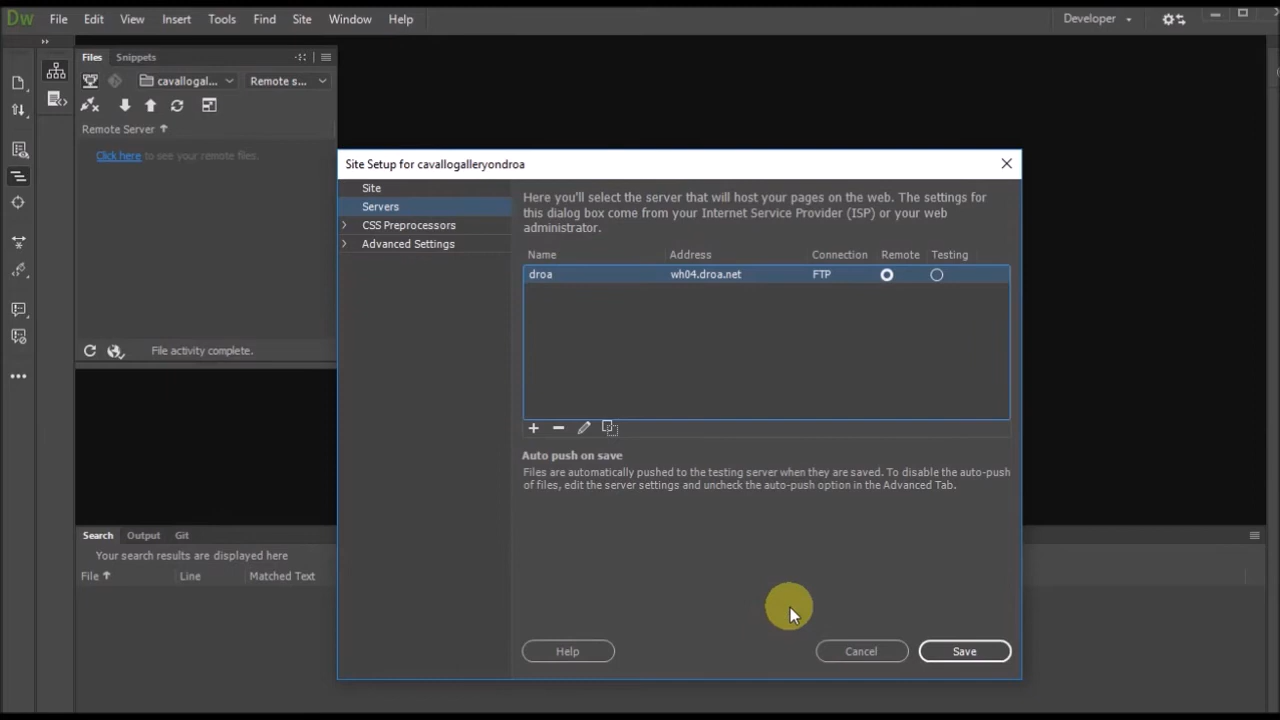 Dw File Edit View Insert Tools Find Site Window Help Developer
Files Snippets
cavallogal... Remote s...
Remote Server
Click here to see your remote files.
File activity complete.
Site Setup for cavallogalleryondroa
Site
Servers
CSS Preprocessors
Advanced Settings
Here you'll select the server that will host your pages on the web. The settings for
this dialog box come from your Internet Service Provider (ISP) or your web
administrator.
Name Address Connection Remote Testing
droa wh04.droa.net FTP
Auto push on save
Files are automatically pushed to the testing server when they are saved. To disable the auto-push
of files, edit the server settings and uncheck the auto-push option in the Advanced Tab.
Help Cancel Save
Search Output Git
Your search results are displayed here
File Line Matched Text